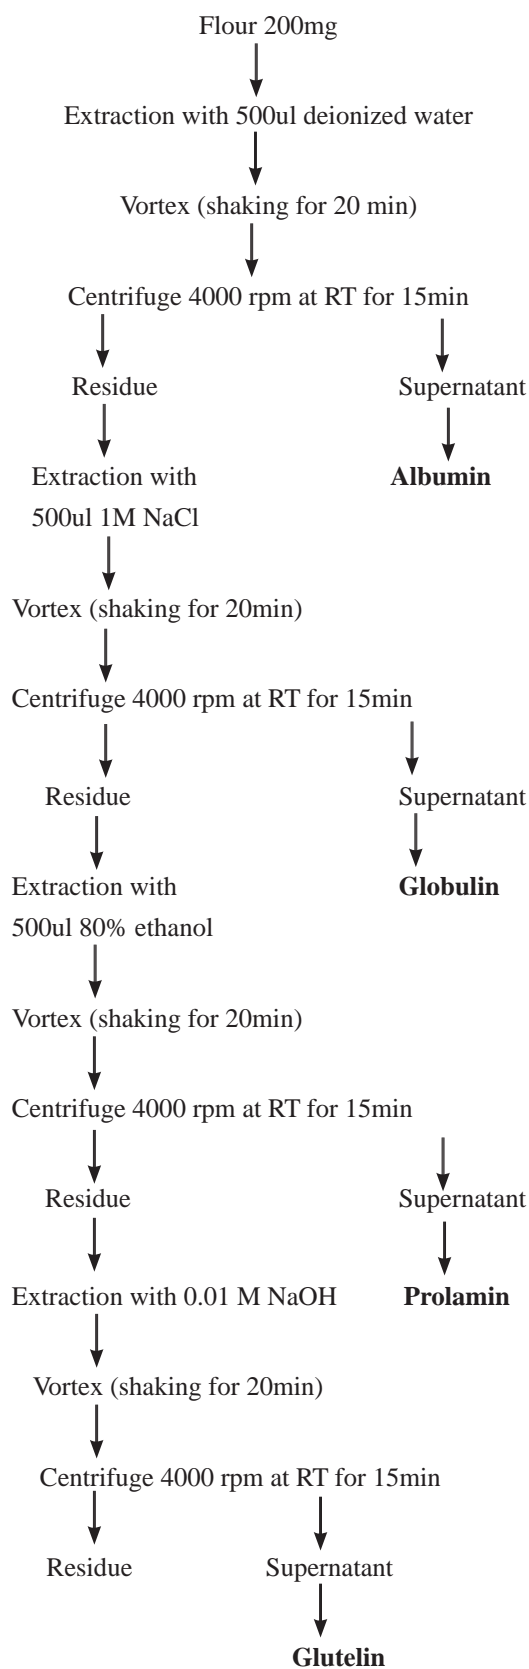 Flour 200mg
Extraction with 500ul deionized water
Vortex (shaking for 20 min)
Centrifuge 4000 rpm at RT for 15min
Residue
Supernatant
Extraction with
500ul 1M NaCl
Albumin
Vortex (shaking for 20min)
Centrifuge 4000 rpm at RT for 15min
Residue
Supernatant
Extraction with
500ul 80% ethanol
Globulin
Vortex (shaking for 20min)
Centrifuge 4000 rpm at RT for 15min
Residue
Supernatant
Extraction with 0.01 M NaOH
Prolamin
Vortex (shaking for 20min)
Centrifuge 4000 rpm at RT for 15min
Residue
Supernatant
Glutelin